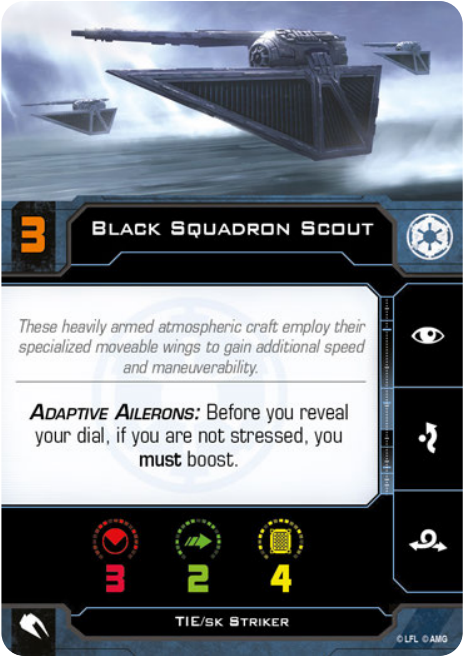 3
BLACK SQUADRON SCOUT
These heavily armed atmospheric craft employ their
specialized moveable wings to gain additional speed
and maneuverability.
ADAPTIVE AILERONS: Before you reveal
your dial, if you are not stressed, you
must boost.
3 2 4
TIE/SK STRIKER
© LFL © AMG